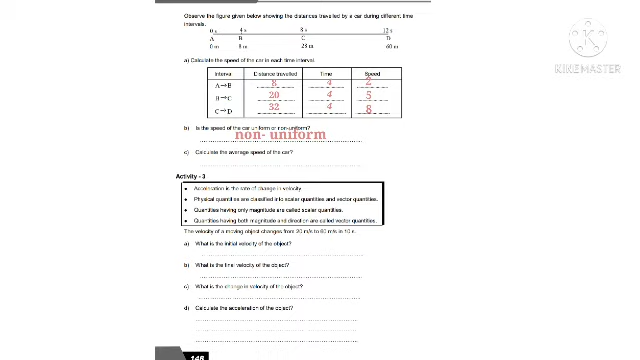 Observe the figure given below showing the distances travelled by a car during different time
intervals.
0 s 4 s 8 s 12 s
A B C D
0 m 8 m 28 m 60 m
a) Calculate the speed of the car in each time interval.
Interval Distance travelled Time Speed
A→B 8 4 2
B→C 20 4 5
C→D 32 4 8
b) Is the speed of the car uniform or non-uniform?
non- uniform
c) Calculate the average speed of the car?
Activity - 3
• Acceleration is the rate of change in velocity.
• Physical quantities are classified into scalar quantities and vector quantities.
• Quantities having only magnitude are called scalar quantities.
• Quantities having both magnitude and direction are called vector quantities.
The velocity of a moving object changes from 20 m/s to 60 m/s in 10 s.
a) What is the initial velocity of the object?
b) What is the final velocity of the object?
c) What is the change in velocity of the object?
d) Calculate the acceleration of the object?
148
KINEMASTER